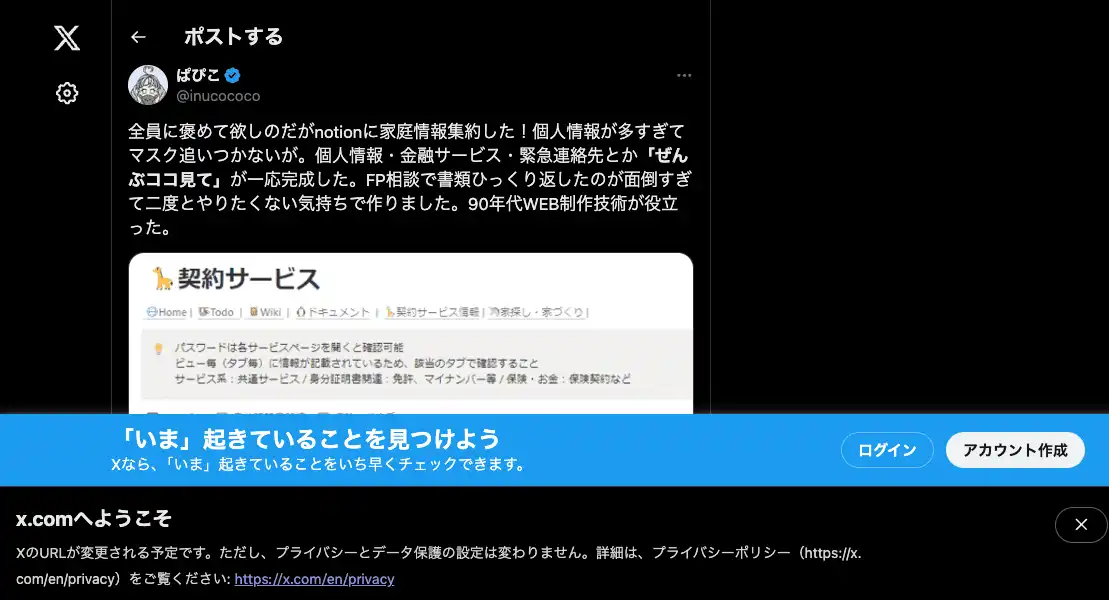 ポストする
ぱぴこ
@inucococo
全員に褒めて欲しのだがnotionに家庭情報集約した！個人情報が多すぎて
マスク追いつかないが。個人情報・金融サービス・緊急連絡先とか「ぜん
ぶココ見て」が一応完成した。FP相談で書類ひっくり返したのが面倒すぎ
て二度とやりたくない気持ちで作りました。90年代WEB制作技術が役立
った。
契約サービス
Home | Todo | Wiki | ドキュメント | 契約サービス情報 | 家探し・家づくり |
パスワードは各サービスページを開くと確認可能
ビュー毎（タブ毎）に情報が記載されているため、該当のタブで確認すること
サービス系：共通サービス / 身分証明書関連：免許、マイナンバー等 / 保険・お金：保険契約など
「いま」起きていることを見つけよう
Xなら、「いま」起きていることをいち早くチェックできます。
ログイン
アカウント作成
x.comへようこそ
XのURLが変更される予定です。ただし、プライバシーとデータ保護の設定は変わりません。詳細は、プライバシーポリシー（https://x.
com/en/privacy）をご覧ください: https://x.com/en/privacy